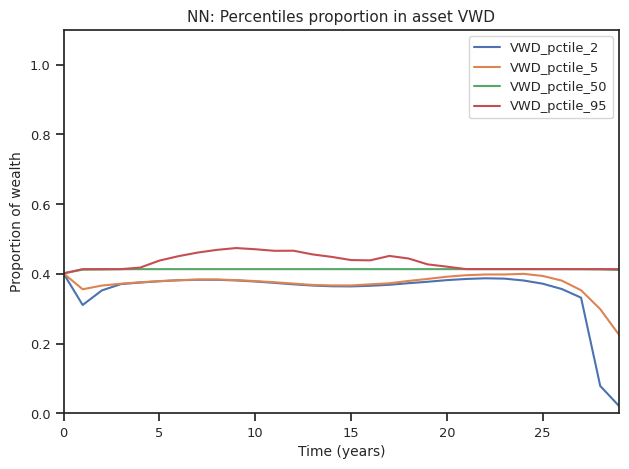 NN: Percentiles proportion in asset VWD
VWD_pctile_2
VWD_pctile_5
VWD_pctile_50
VWD_pctile_95
Proportion of wealth
1.0
0.8
0.6
0.4
0.2
0.0
0 5 10 15 20 25
Time (years)